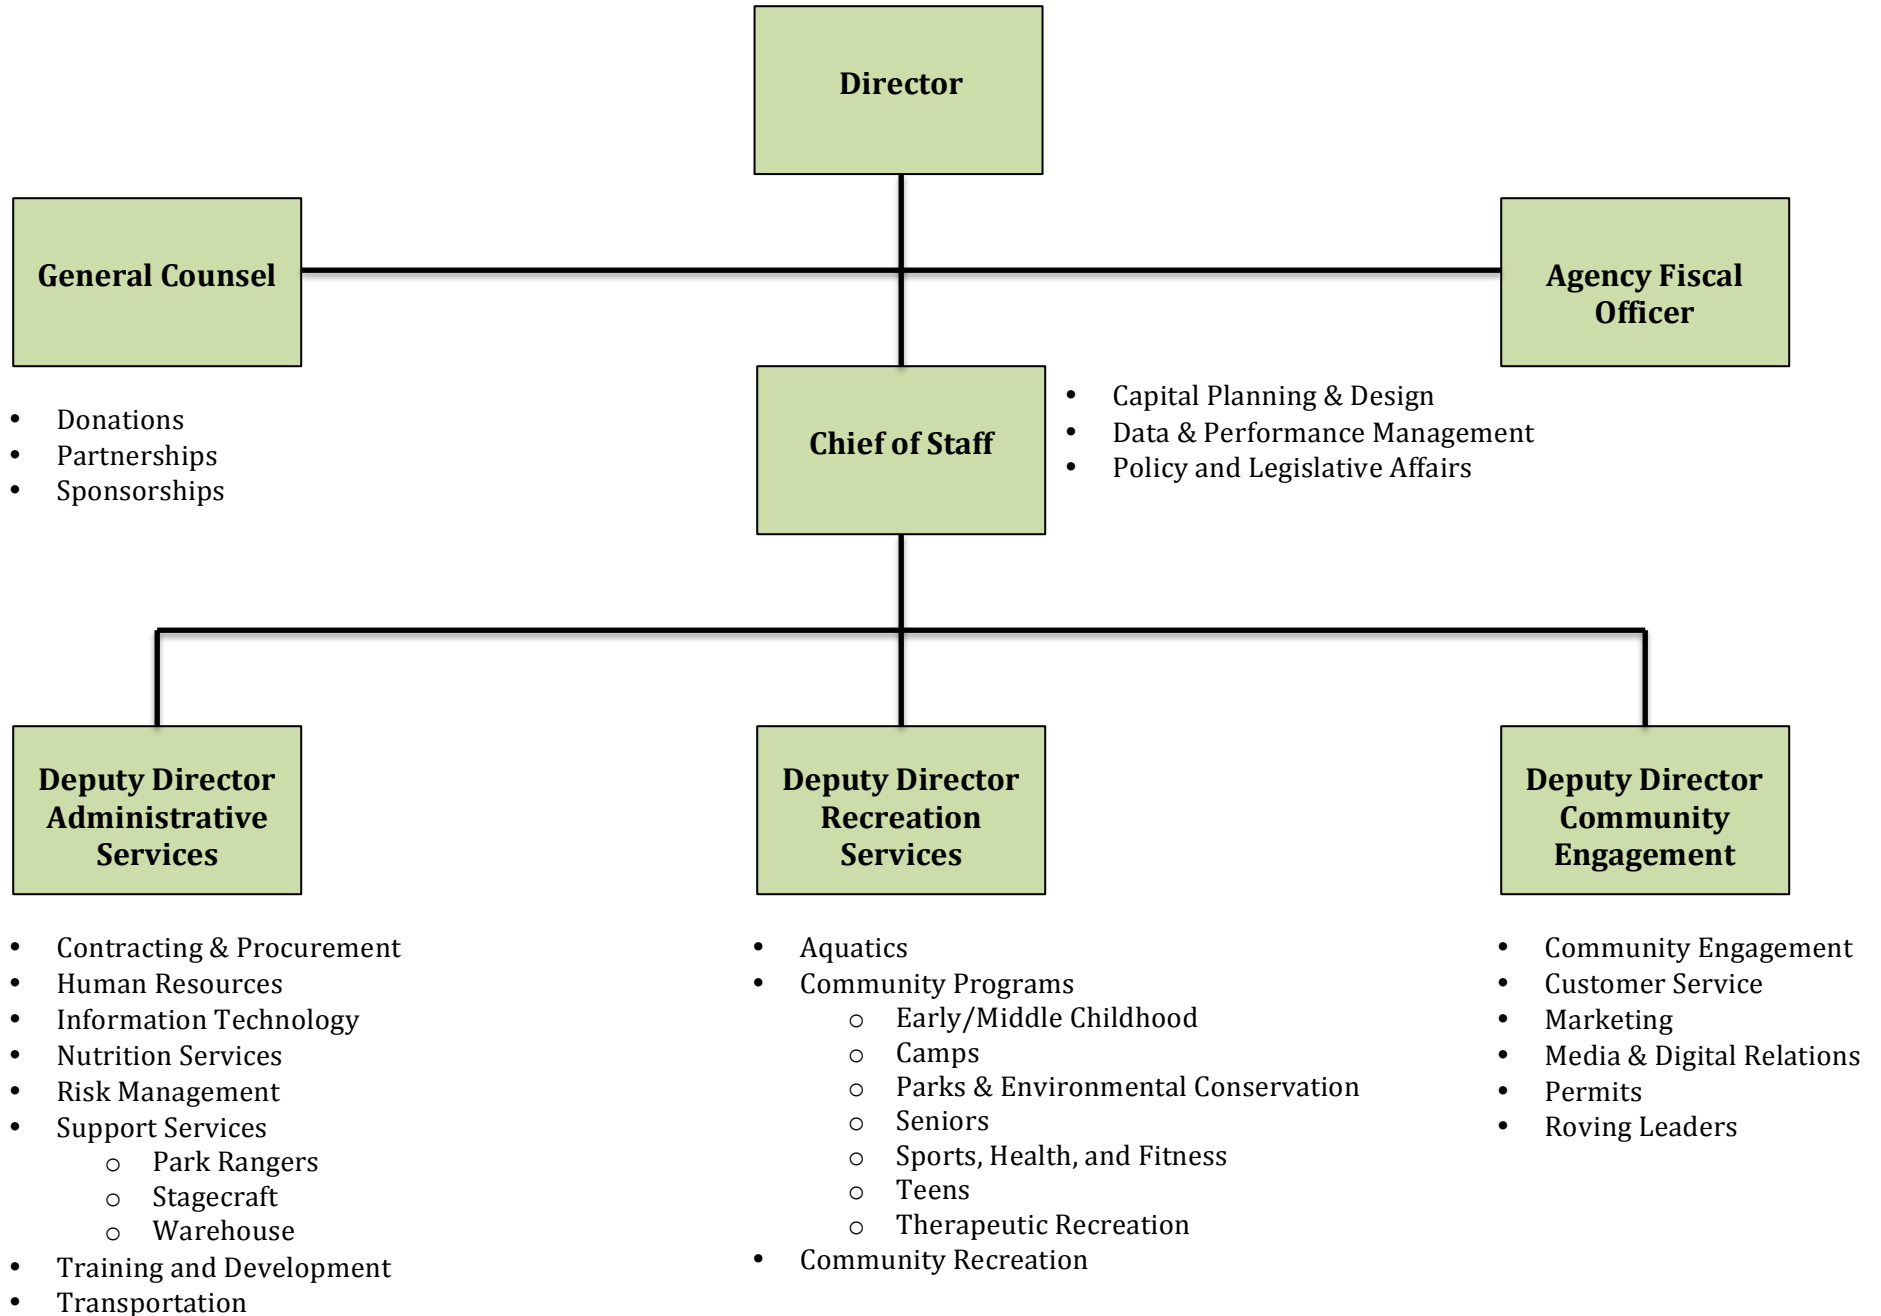 Director
General Counsel
Agency Fiscal
Officer
• Donations
• Partnerships
• Sponsorships
Chief of Staff
• Capital Planning & Design
• Data & Performance Management
• Policy and Legislative Affairs
Deputy Director
Administrative
Services
• Contracting & Procurement
• Human Resources
• Information Technology
• Nutrition Services
• Risk Management
• Support Services
o Park Rangers
o Stagecraft
o Warehouse
• Training and Development
• Transportation
Deputy Director
Recreation
Services
• Aquatics
• Community Programs
o Early/Middle Childhood
o Camps
o Parks & Environmental Conservation
o Seniors
o Sports, Health, and Fitness
o Teens
o Therapeutic Recreation
• Community Recreation
Deputy Director
Community
Engagement
• Community Engagement
• Customer Service
• Marketing
• Media & Digital Relations
• Permits
• Roving Leaders